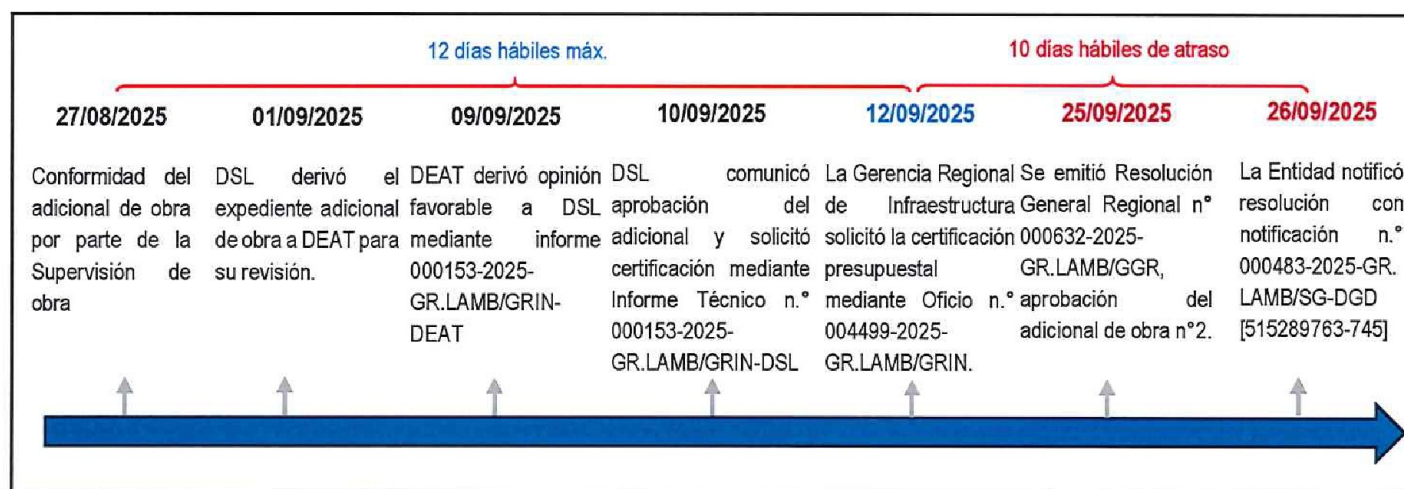 12 días hábiles máx.
10 días hábiles de atraso
27/08/2025
Conformidad del
adicional de obra
por parte de la
Supervisión de
obra
01/09/2025
DSL derivó el
expediente adicional
de obra a DEAT para
su revisión.
09/09/2025
DEAT derivó opinión
favorable a DSL
mediante informe
000153-2025-
GR.LAMB/GRIN-
DEAT
10/09/2025
DSL comunicó
aprobación del
adicional y solicitó
certificación mediante
Informe Técnico n.°
000153-2025-
GR.LAMB/GRIN-DSL
12/09/2025
La Gerencia Regional
de Infraestructura
solicitó la certificación
presupuestal
mediante Oficio n.°
004499-2025-
GR.LAMB/GRIN.
25/09/2025
Se emitió Resolución
General Regional n°
000632-2025-
GR.LAMB/GGR,
aprobación del
adicional de obra n°2.
26/09/2025
La Entidad notificó
resolución con
notificación n.°
000483-2025-GR.
LAMB/SG-DGD
[515289763-745]